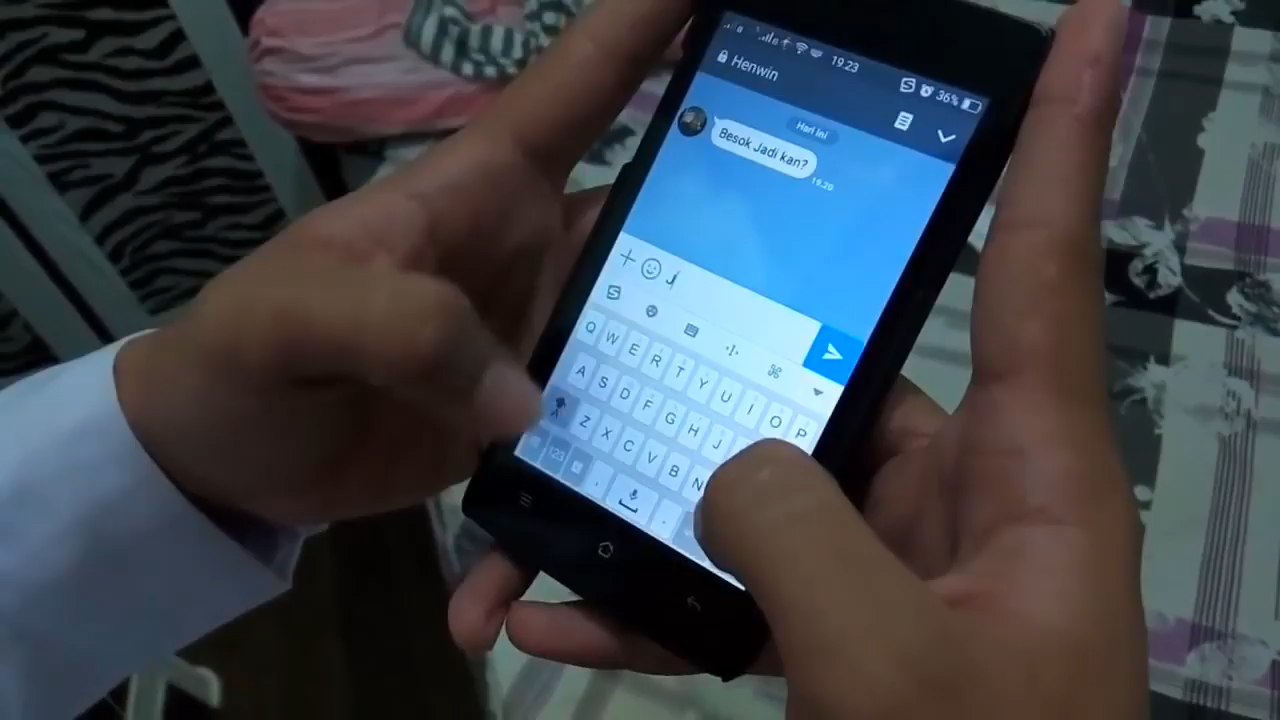 19.23
36%
Henwin
Hari ini
Besok Jadi kan?
19.20
J
Q W E R T Y U I O P
A S D F G H J
Z X C V B N
123